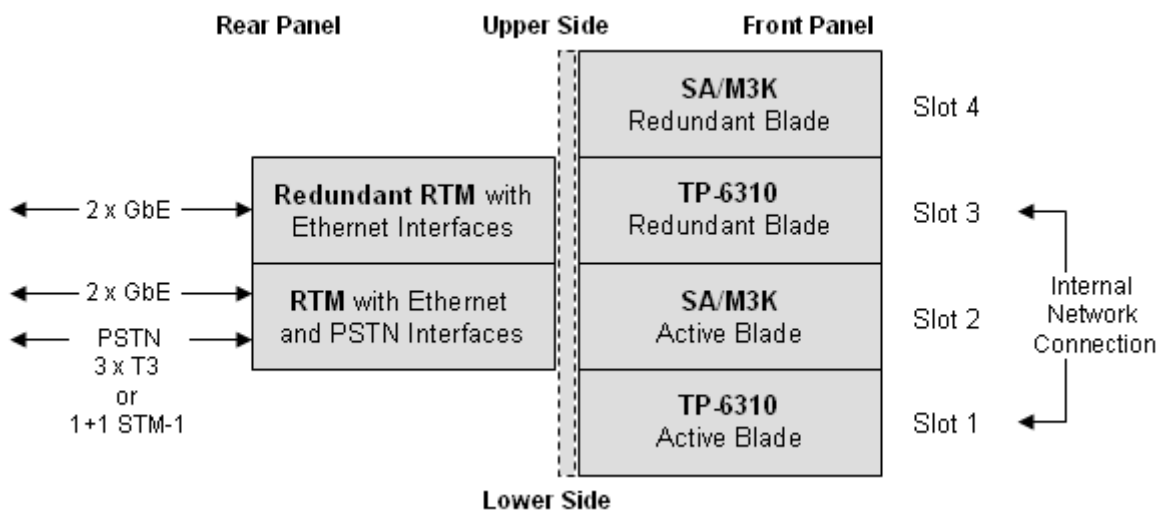 Rear Panel
Upper Side
Front Panel
SA/M3K
Redundant Blade
Slot 4
2 x GbE
Redundant RTM with
Ethernet Interfaces
TP-6310
Redundant Blade
Slot 3
2 x GbE
PSTN
3 x T3
or
1+1 STM-1
RTM with Ethernet
and PSTN Interfaces
SA/M3K
Active Blade
Slot 2
Internal
Network
Connection
TP-6310
Active Blade
Slot 1
Lower Side